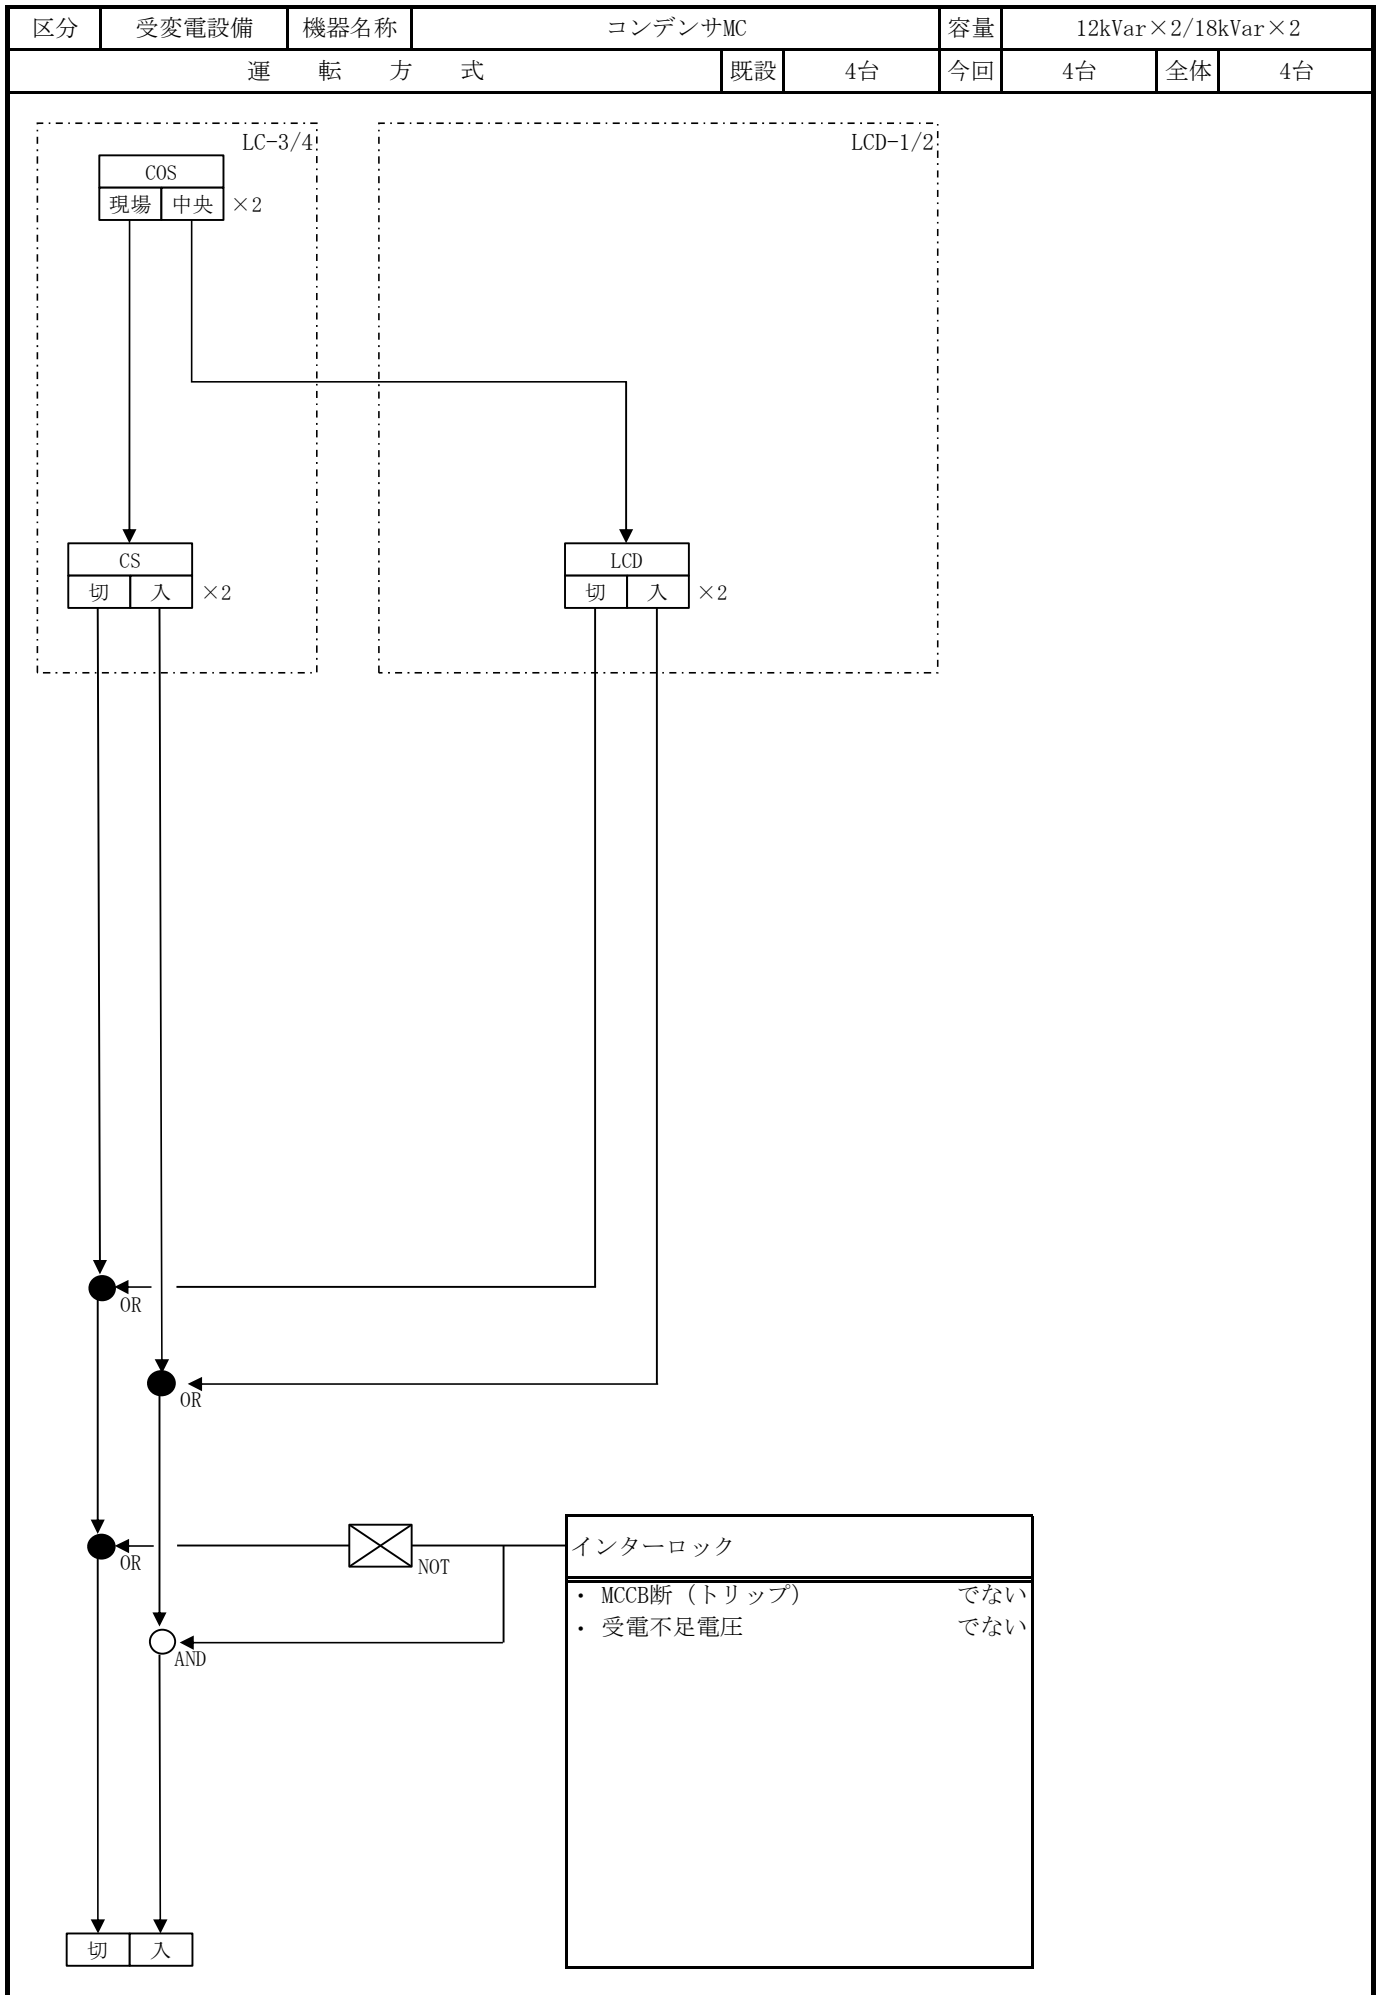 区分 受変電設備 機器名称 コンデンサMC 容量 12kVar×2/18kVar×2
運 転 方 式 既設 4台 今回 4台 全体 4台
LC-3/4 LCD-1/2
COS
現場 中央 ×2
CS LCD
切 入 ×2 切 入 ×2
OR
OR
インターロック
OR NOT
・ MCCB断（トリップ） でない
・ 受電不足電圧 でない
AND
切 入